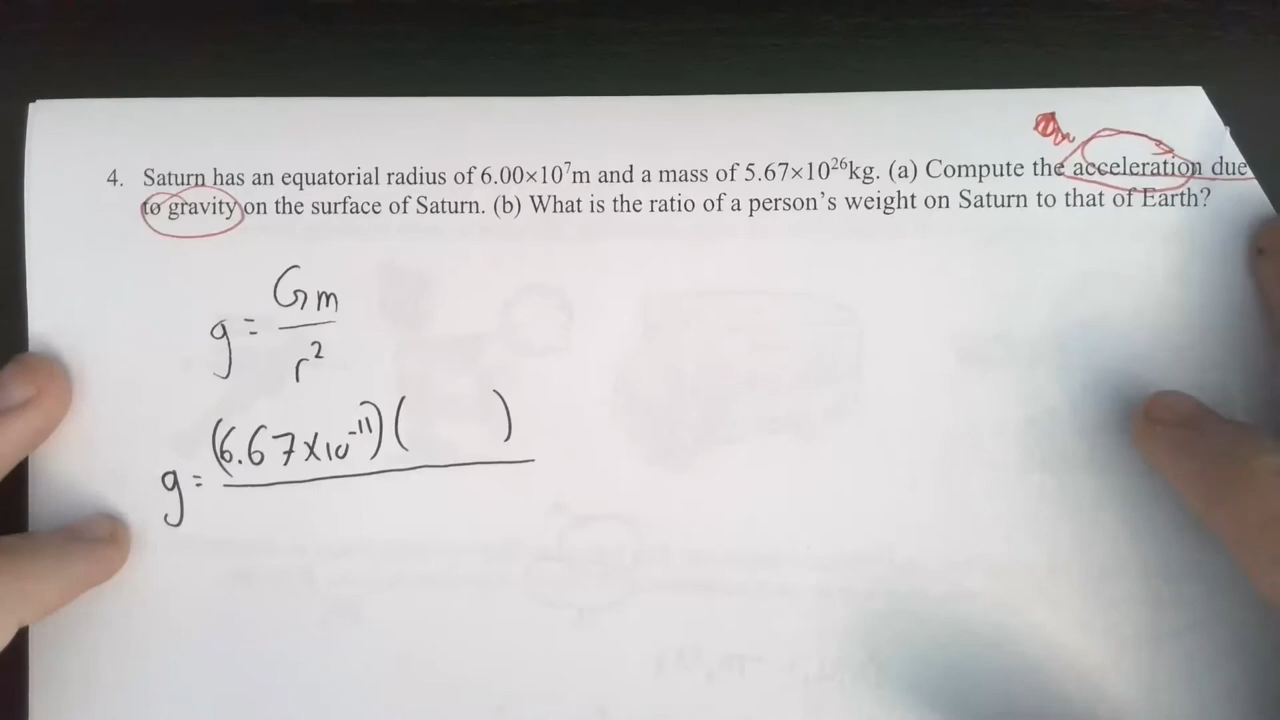 4. Saturn has an equatorial radius of 6.00×10⁷m and a mass of 5.67×10²⁶kg. (a) Compute the acceleration due
to gravity on the surface of Saturn. (b) What is the ratio of a person's weight on Saturn to that of Earth?
g = Gm / r²
g = (6.67×10⁻¹¹)( )